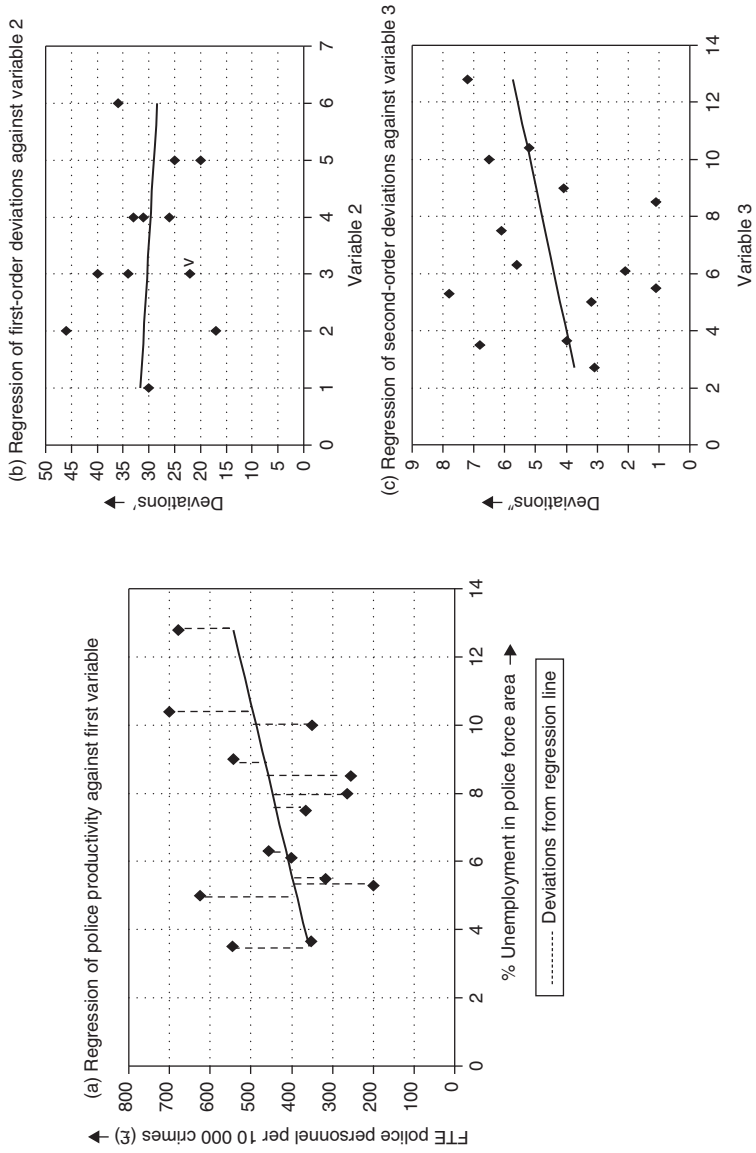 (a) Regression of police productivity against first variable
FTE police personnel per 10 000 crimes (£)
800
700
600
500
400
300
200
100
0
0 2 4 6 8 10 12 14
% Unemployment in police force area
Deviations from regression line
(b) Regression of first-order deviations against variable 2
Deviations′
50
45
40
35
30
25
20
15
10
5
0
v
0 1 2 3 4 5 6 7
Variable 2
(c) Regression of second-order deviations against variable 3
Deviations″
9
8
7
6
5
4
3
2
1
0
0 2 4 6 8 10 12 14
Variable 3